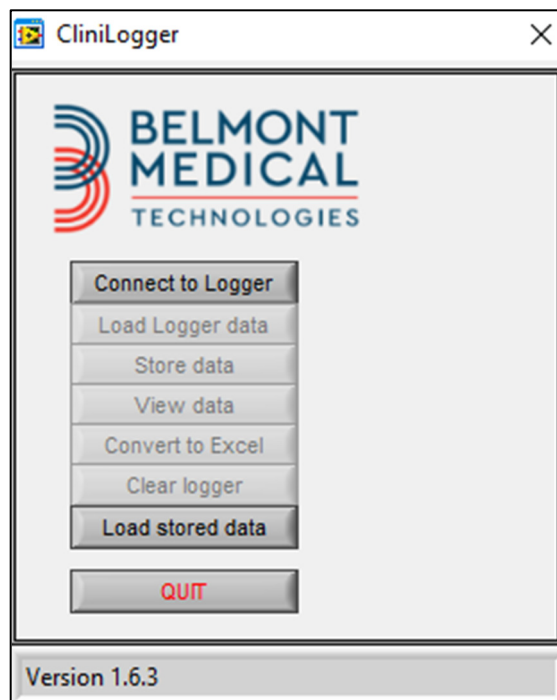 CliniLogger
BELMONT
MEDICAL
TECHNOLOGIES
Connect to Logger
Load Logger data
Store data
View data
Convert to Excel
Clear logger
Load stored data
QUIT
Version 1.6.3